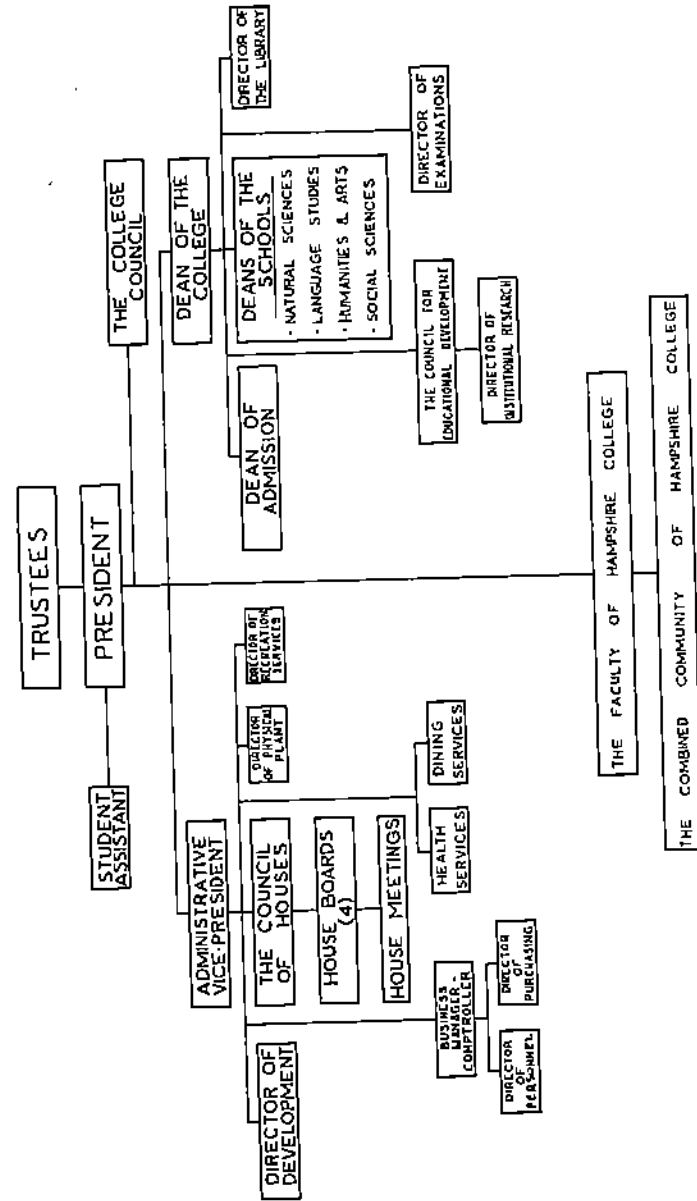 TRUSTEES
PRESIDENT
STUDENT
ASSISTANT
THE COLLEGE
COUNCIL
ADMINISTRATIVE
VICE-PRESIDENT
DEAN OF THE
COLLEGE
DIRECTOR OF
DEVELOPMENT
THE COUNCIL
OF
HOUSES
DIRECTOR
OF PHYSICAL
PLANT
DIRECTOR OF
RECREATION
SERVICES
DEAN OF
ADMISSION
DEANS OF THE
SCHOOLS
· NATURAL SCIENCES
· LANGUAGE STUDIES
· HUMANITIES & ARTS
· SOCIAL SCIENCES
DIRECTOR OF
THE LIBRARY
HOUSE BOARDS
(4)
HOUSE MEETINGS
BUSINESS
MANAGER -
COMPTROLLER
HEALTH
SERVICES
DINING
SERVICES
THE COUNCIL FOR
EDUCATIONAL DEVELOPMENT
DIRECTOR OF
EXAMINATIONS
DIRECTOR
OF
PERSONNEL
DIRECTOR
OF
PURCHASING
DIRECTOR OF
INSTITUTIONAL RESEARCH
THE FACULTY OF HAMPSHIRE COLLEGE
THE COMBINED COMMUNITY OF HAMPSHIRE COLLEGE